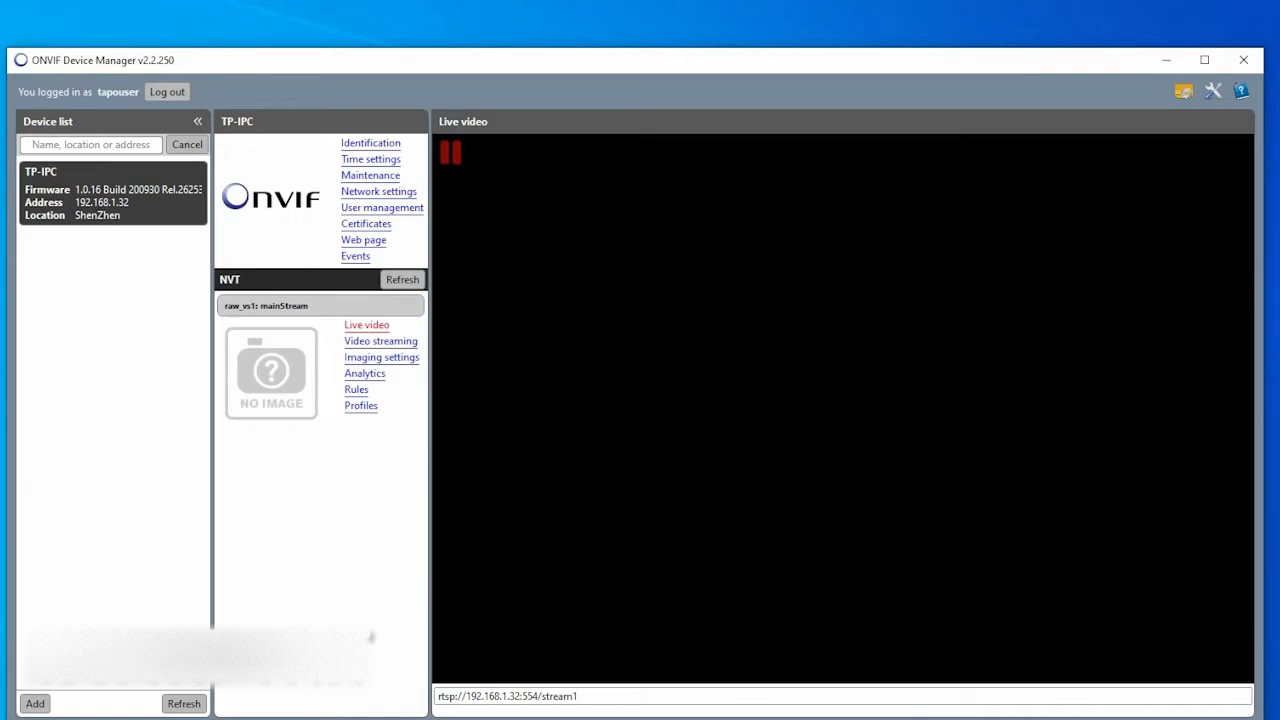 ONVIF Device Manager v2.2.250
You logged in as tapouser Log out
Device list «
Name, location or address Cancel
TP-IPC
Firmware 1.0.16 Build 200930 Rel.2625
Address 192.168.1.32
Location ShenZhen
Add Refresh
TP-IPC
ONVIF
Identification
Time settings
Maintenance
Network settings
User management
Certificates
Web page
Events
NVT Refresh
raw_vs1: mainStream
NO IMAGE
Live video
Video streaming
Imaging settings
Analytics
Rules
Profiles
Live video
rtsp://192.168.1.32:554/stream1